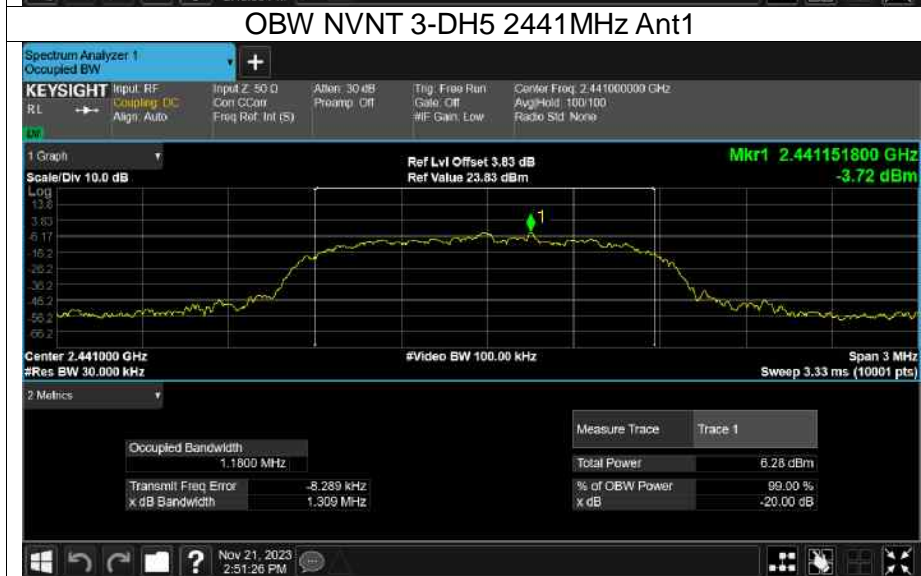 OBW NVNT 3-DH5 2441MHz Ant1
Spectrum Analyzer 1
Occupied BW
+
KEYSIGHT
RL
Input: RF
Coupling: DC
Align: Auto
Input Z: 50 Ω
Corr CCorr
Freq Ref: Int (S)
Atten: 30 dB
Preamp: Off
Trig: Free Run
Gate: Off
#IF Gain: Low
Center Freq: 2.441000000 GHz
Avg|Hold: 100/100
Radio Std: None
1 Graph
Scale/Div 10.0 dB
Ref Lvl Offset 3.83 dB
Ref Value 23.83 dBm
Mkr1 2.441151800 GHz
-3.72 dBm
Log
13.8
3.83
-6.17
-16.2
-26.2
-36.2
-46.2
-56.2
-66.2
1
Center 2.441000 GHz
#Res BW 30.000 kHz
#Video BW 100.00 kHz
Span 3 MHz
Sweep 3.33 ms (10001 pts)
2 Metrics
Occupied Bandwidth
1.1800 MHz
Transmit Freq Error -8.289 kHz
x dB Bandwidth 1.309 MHz
Measure Trace Trace 1
Total Power 6.28 dBm
% of OBW Power 99.00 %
x dB -20.00 dB
?
Nov 21, 2023
2:51:26 PM